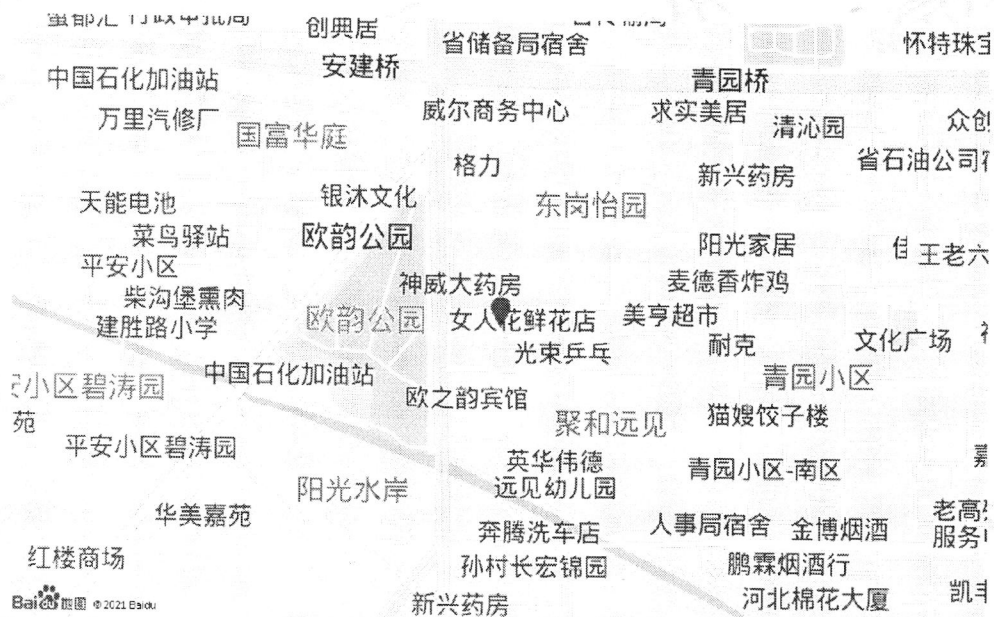 创典居
省储备局宿舍
怀特珠宝
安建桥
中国石化加油站
青园桥
万里汽修厂
威尔商务中心
求实美居
清沁园
众创
国富华庭
格力
省石油公司宿
新兴药房
天能电池
银沐文化
东岗怡园
菜鸟驿站
欧韵公园
阳光家居
佳
王老六
平安小区
神威大药房
麦德香炸鸡
柴沟堡熏肉
建胜路小学
欧韵公园
女人花鲜花店
美亨超市
光束乒乓
耐克
文化广场
中国石化加油站
青园小区
安小区碧涛园
欧之韵宾馆
苑
聚和远见
猫嫂饺子楼
平安小区碧涛园
英华伟德
青园小区-南区
阳光水岸
远见幼儿园
华美嘉苑
奔腾洗车店
人事局宿舍
金博烟酒
老高
服务
红楼商场
孙村长宏锦园
鹏霖烟酒行
Baidu地图 © 2021 Baidu
新兴药房
河北棉花大厦
凯丰